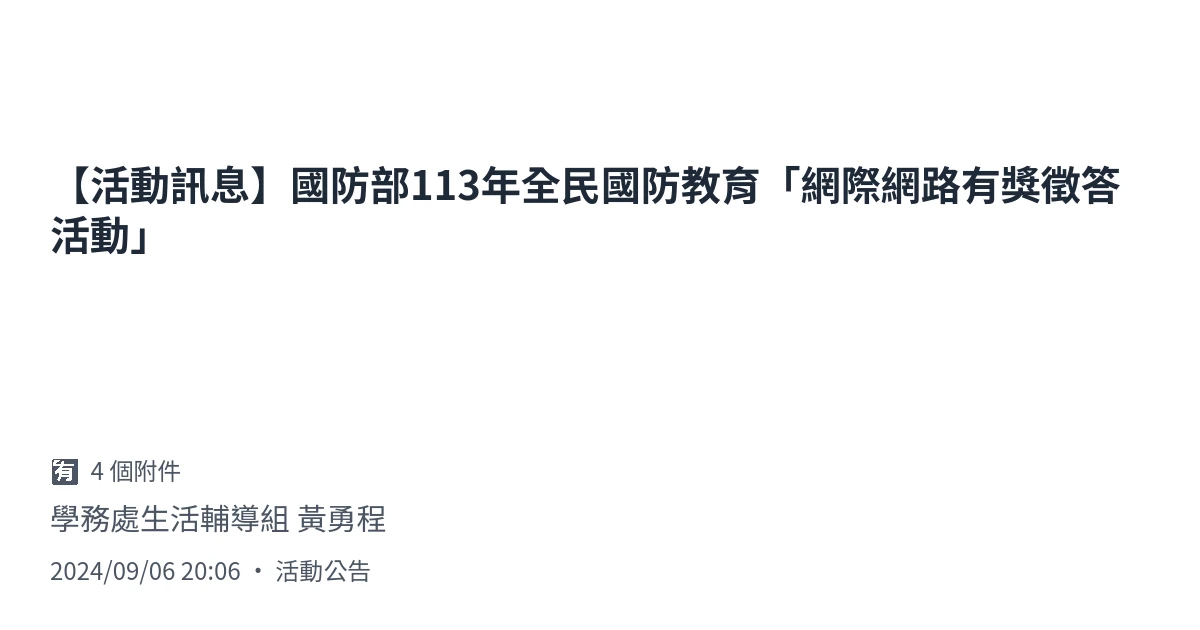 【活動訊息】國防部113年全民國防教育「網際網路有獎徵答
活動」
有 4 個附件
學務處生活輔導組 黃勇程
2024/09/06 20:06 • 活動公告